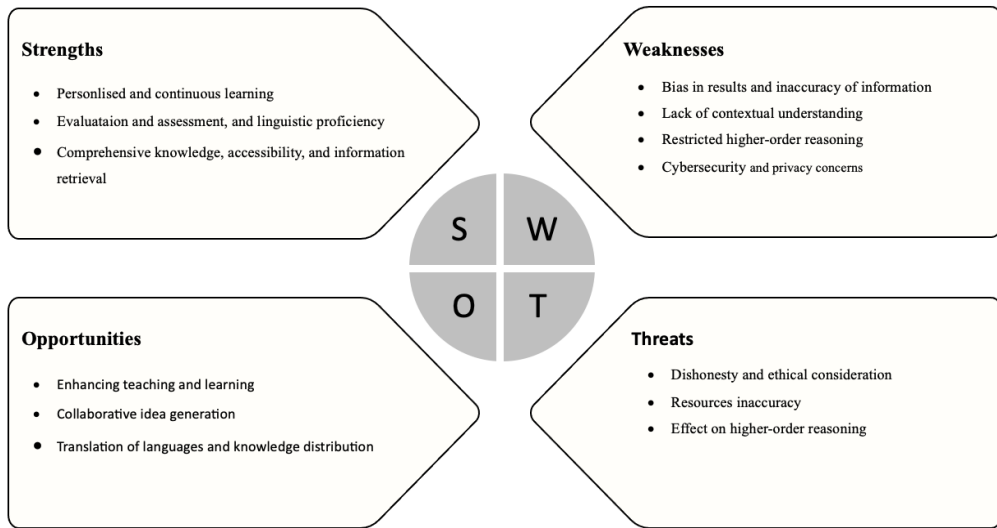 Strengths
• Personlised and continuous learning
• Evaluataion and assessment, and linguistic proficiency
• Comprehensive knowledge, accessibility, and information
retrieval
Weaknesses
• Bias in results and inaccuracy of information
• Lack of contextual understanding
• Restricted higher-order reasoning
• Cybersecurity and privacy concerns
S W
O T
Opportunities
• Enhancing teaching and learning
• Collaborative idea generation
• Translation of languages and knowledge distribution
Threats
• Dishonesty and ethical consideration
• Resources inaccuracy
• Effect on higher-order reasoning